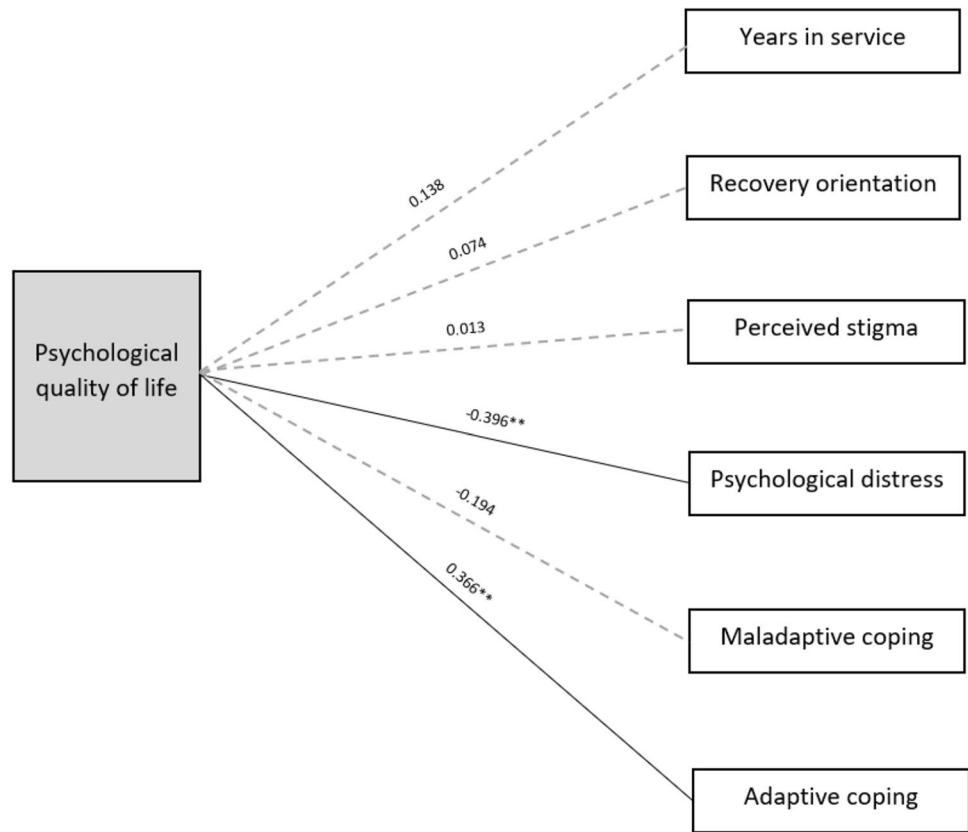 Years in service
0.138
Recovery orientation
0.074
Perceived stigma
0.013
Psychological
quality of life
-0.396**
Psychological distress
-0.194
Maladaptive coping
0.366**
Adaptive coping